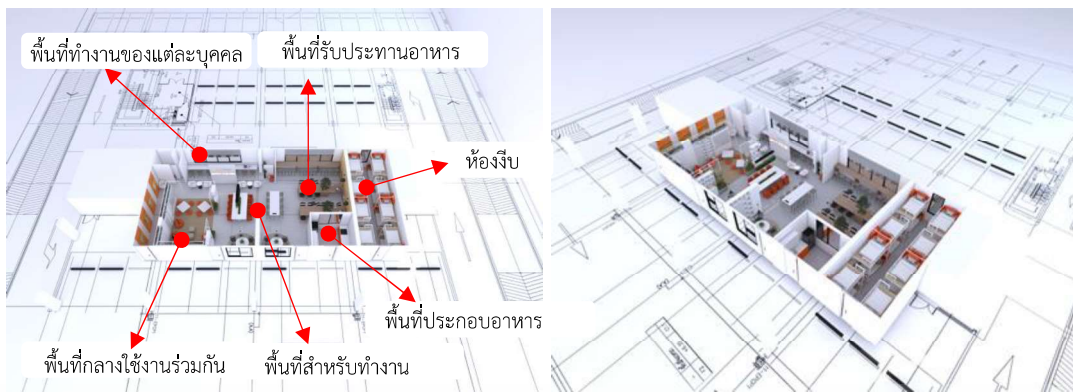 พื้นที่ทำงานของแต่ละบุคคล
พื้นที่รับประทานอาหาร
ห้องงีบ
พื้นที่ประกอบอาหาร
พื้นที่กลางใช้งานร่วมกัน
พื้นที่สำหรับทำงาน